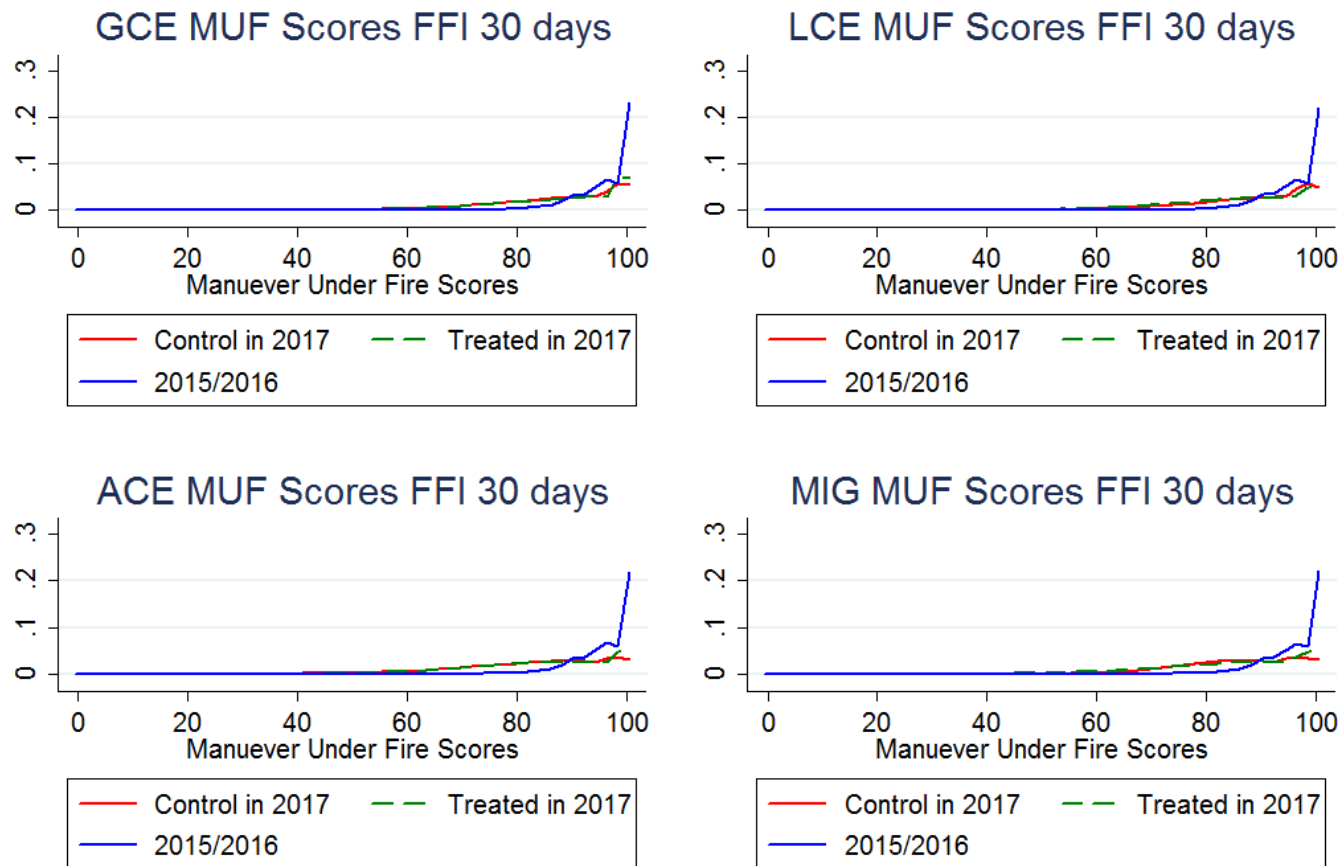 GCE MUF Scores FFI 30 days
.3
.2
.1
0
0 20 40 60 80 100
Manuever Under Fire Scores
Control in 2017 Treated in 2017
2015/2016
LCE MUF Scores FFI 30 days
.3
.2
.1
0
0 20 40 60 80 100
Manuever Under Fire Scores
Control in 2017 Treated in 2017
2015/2016
ACE MUF Scores FFI 30 days
.3
.2
.1
0
0 20 40 60 80 100
Manuever Under Fire Scores
Control in 2017 Treated in 2017
2015/2016
MIG MUF Scores FFI 30 days
.3
.2
.1
0
0 20 40 60 80 100
Manuever Under Fire Scores
Control in 2017 Treated in 2017
2015/2016